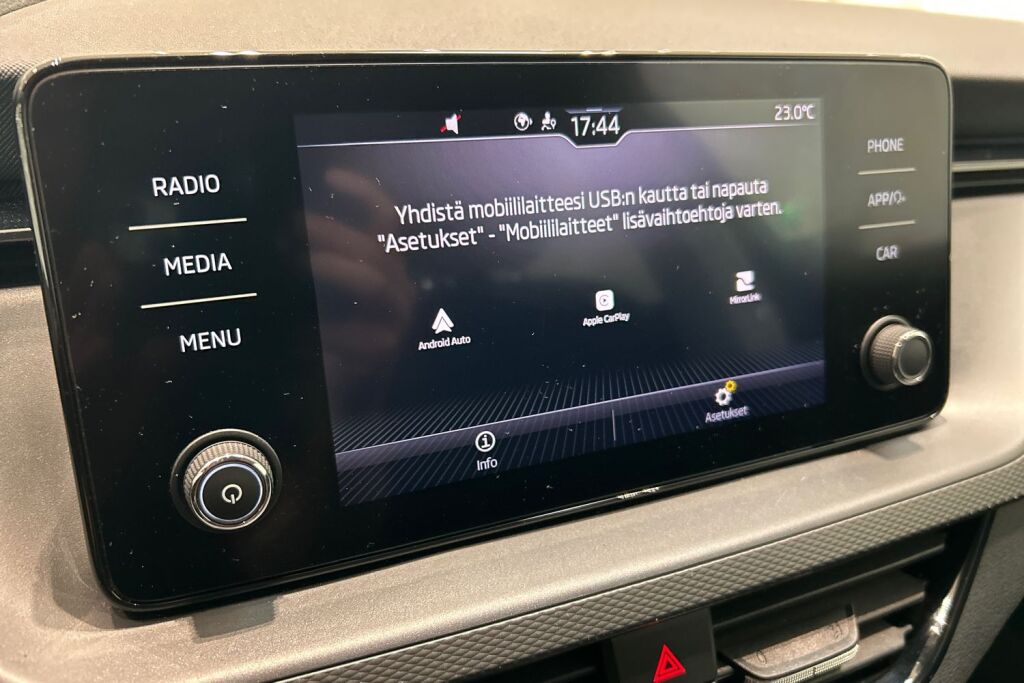 17:44
23.0°C
RADIO
MEDIA
MENU
Yhdistä mobiililaitteesi USB:n kautta tai napauta
"Asetukset" - "Mobiililaitteet" lisävaihtoehtoja varten.
Android Auto
Apple CarPlay
MirrorLink
Info
Asetukset
PHONE
APP/
CAR